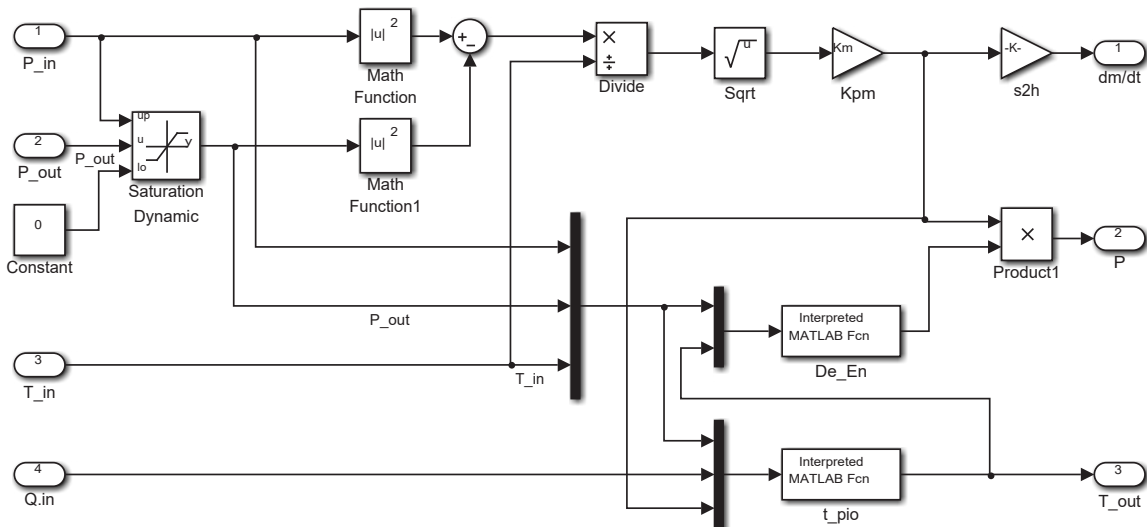 1
P_in
|u| 2
Math
Function
+
−
×
÷
Divide
√u
Sqrt
Km
Kpm
-K-
s2h
1
dm/dt
2
P_out
P_out
up
u
lo
y
Saturation
Dynamic
|u| 2
Math
Function1
0
Constant
P_out
×
Product1
2
P
Interpreted
MATLAB Fcn
De_En
3
T_in
T_in
4
Q.in
Interpreted
MATLAB Fcn
t_pio
3
T_out